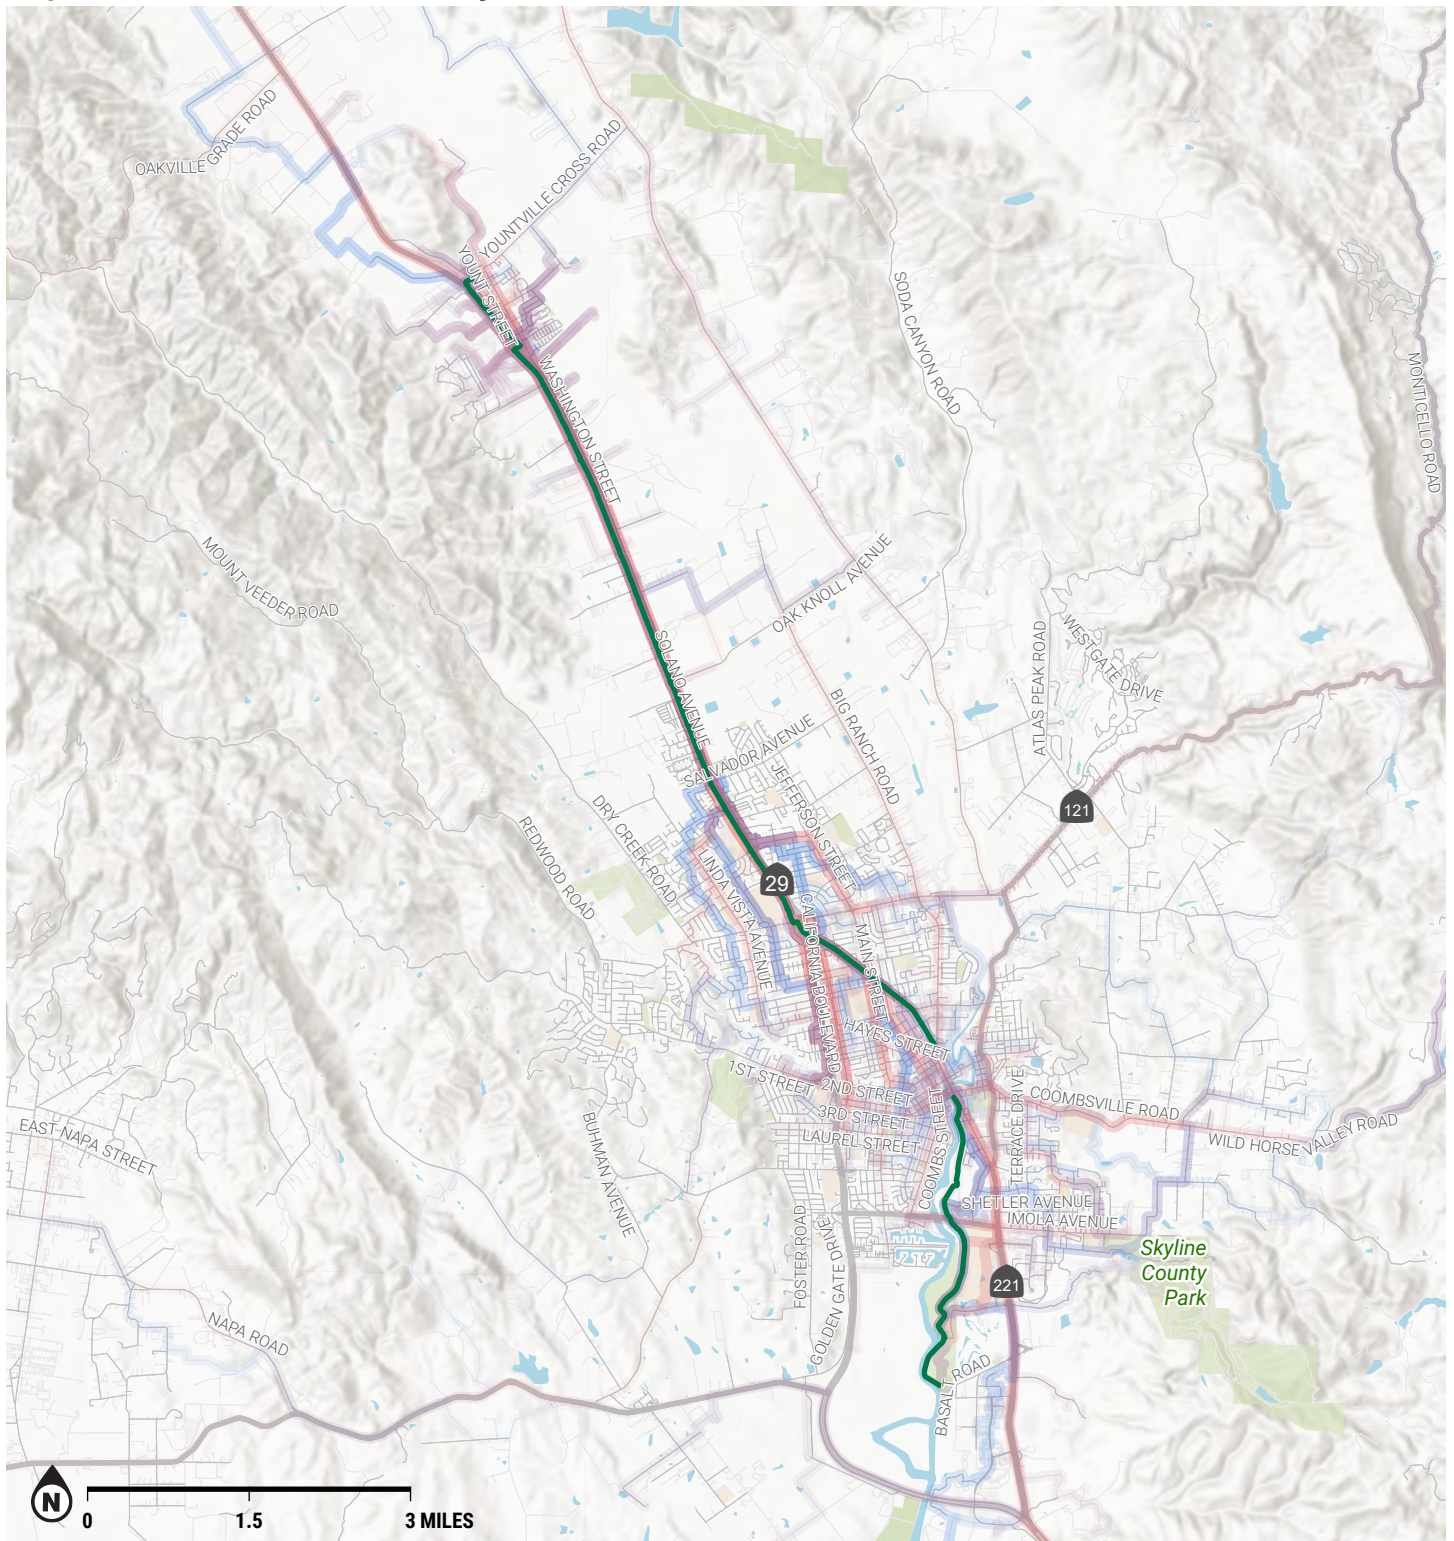 OAKVILLE GRADE ROAD
YOUNTVILLE CROSS ROAD
YOUNT STREET
SODA CANYON ROAD
WASHINGTON STREET
MONTICELLO ROAD
MOUNT VEEDER ROAD
OAK KNOLL AVENUE
SOLANO AVENUE
ATLAS PEAK ROAD
WESTGATE DRIVE
BIG RANCH ROAD
SALVADOR AVENUE
JEFFERSON STREET
121
DRY CREEK ROAD
REDWOOD ROAD
LINDA VISTA AVENUE
29
CALIFORNIA BOULEVARD
MAIN STREET
HAYES STREET
1ST STREET
2ND STREET
3RD STREET
LAUREL STREET
COOMBS STREET
TERRACE DRIVE
COOMBSVILLE ROAD
WILD HORSE VALLEY ROAD
EAST NAPA STREET
BUHMAN AVENUE
SHETLER AVENUE
IMOLA AVENUE
FOSTER ROAD
GOLDEN GATE DRIVE
Skyline
County
Park
221
NAPA ROAD
BASALT ROAD
N
0
1.5
3 MILES